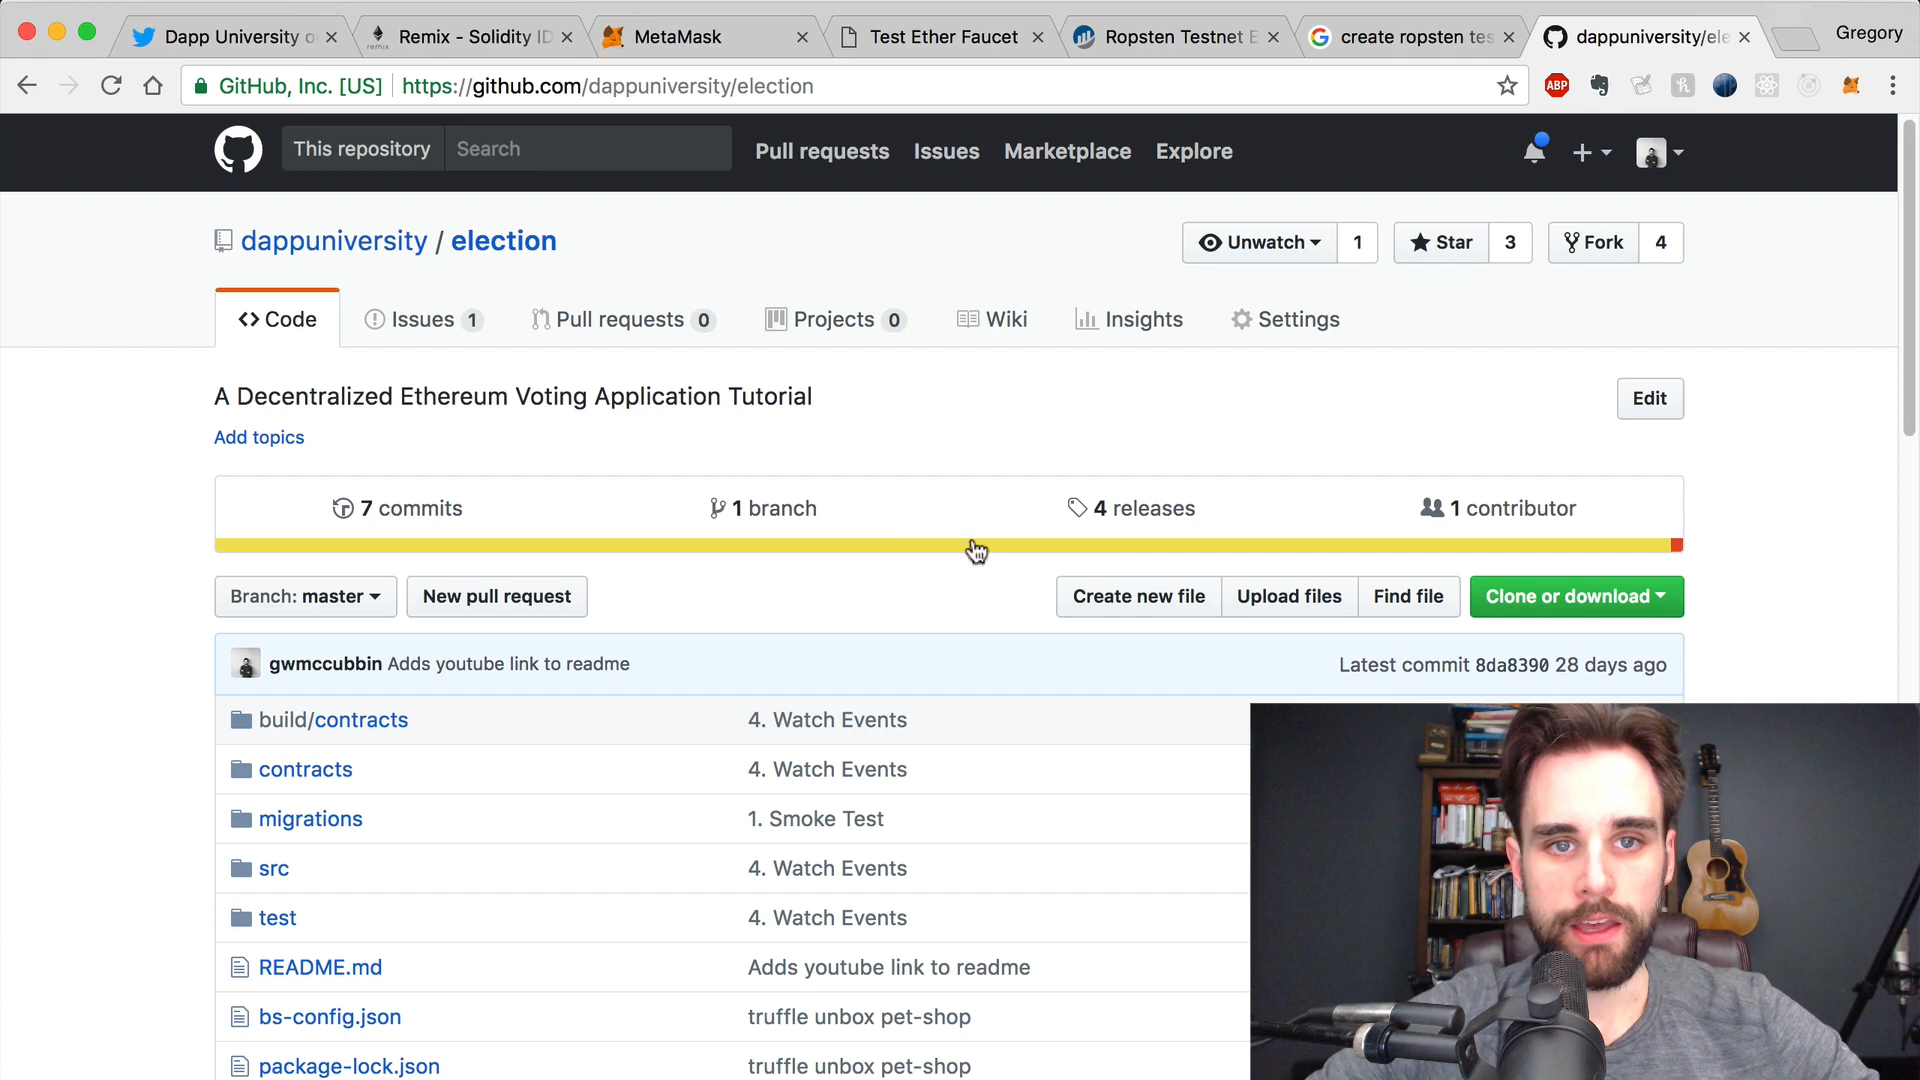 Dapp University o
Remix - Solidity ID
MetaMask
Test Ether Faucet
Ropsten Testnet E
create ropsten tes
dappuniversity/ele
Gregory
remix
GitHub, Inc. [US] https://github.com/dappuniversity/election
ABP
This repository Search
Pull requests Issues Marketplace Explore
dappuniversity / election
Unwatch 1 Star 3 Fork 4
Code Issues 1 Pull requests 0 Projects 0 Wiki Insights Settings
A Decentralized Ethereum Voting Application Tutorial
Edit
Add topics
7 commits 1 branch 4 releases 1 contributor
Branch: master New pull request Create new file Upload files Find file Clone or download
gwmccubbin Adds youtube link to readme Latest commit 8da8390 28 days ago
build/contracts 4. Watch Events
contracts 4. Watch Events
migrations 1. Smoke Test
src 4. Watch Events
test 4. Watch Events
README.md Adds youtube link to readme
bs-config.json truffle unbox pet-shop
package-lock.json truffle unbox pet-shop